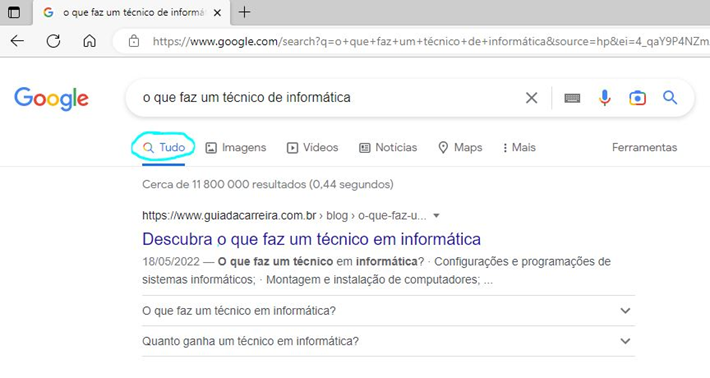 o que faz um técnico de informá
https://www.google.com/search?q=o+que+faz+um+técnico+de+informática&source=hp&ei=4_qaY9P4NZm
Google
o que faz um técnico de informática
Tudo Imagens Vídeos Notícias Maps Mais Ferramentas
Cerca de 11 800 000 resultados (0,44 segundos)
https://www.guiadacarreira.com.br › blog › o-que-faz-u...
Descubra o que faz um técnico em informática
18/05/2022 — O que faz um técnico em informática? · Configurações e programações de
sistemas informáticos; · Montagem e instalação de computadores; ...
O que faz um técnico em informática?
Quanto ganha um técnico em informática?